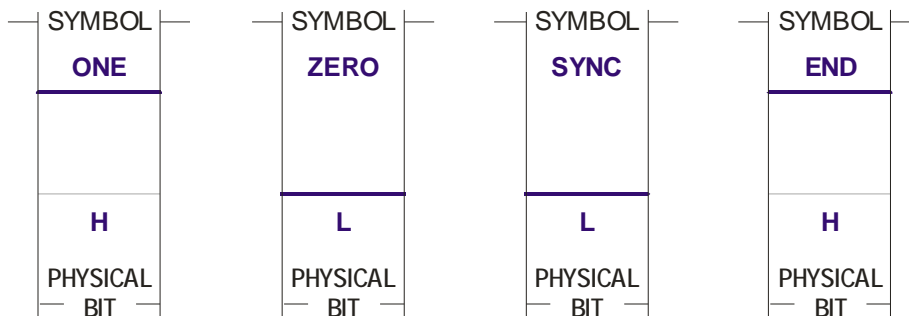 SYMBOL SYMBOL SYMBOL SYMBOL
ONE ZERO SYNC END
H L L H
PHYSICAL PHYSICAL PHYSICAL PHYSICAL
BIT BIT BIT BIT